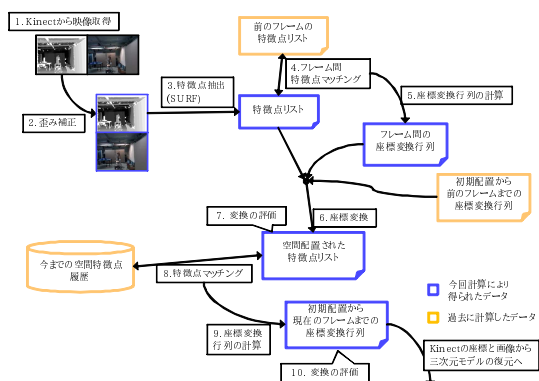 1.Kinectから映像取得
前のフレームの
特徴点リスト
4.フレーム間
特徴点マッチング
3.特徴点抽出
(SURF)
5.座標変換行列の計算
2.歪み補正
特徴点リスト
フレーム間の
座標変換行列
初期配置から
前のフレームまでの
座標変換行列
7. 変換の評価
6.座標変換
空間配置された
特徴点リスト
今までの空間特徴点
履歴
8.特徴点マッチング
今回計算により
得られたデータ
初期配置から
現在のフレームまでの
座標変換行列
過去に計算したデータ
9.座標変換
行列の計算
Kinectの座標と画像から
三次元モデルの復元へ
10. 変換の評価